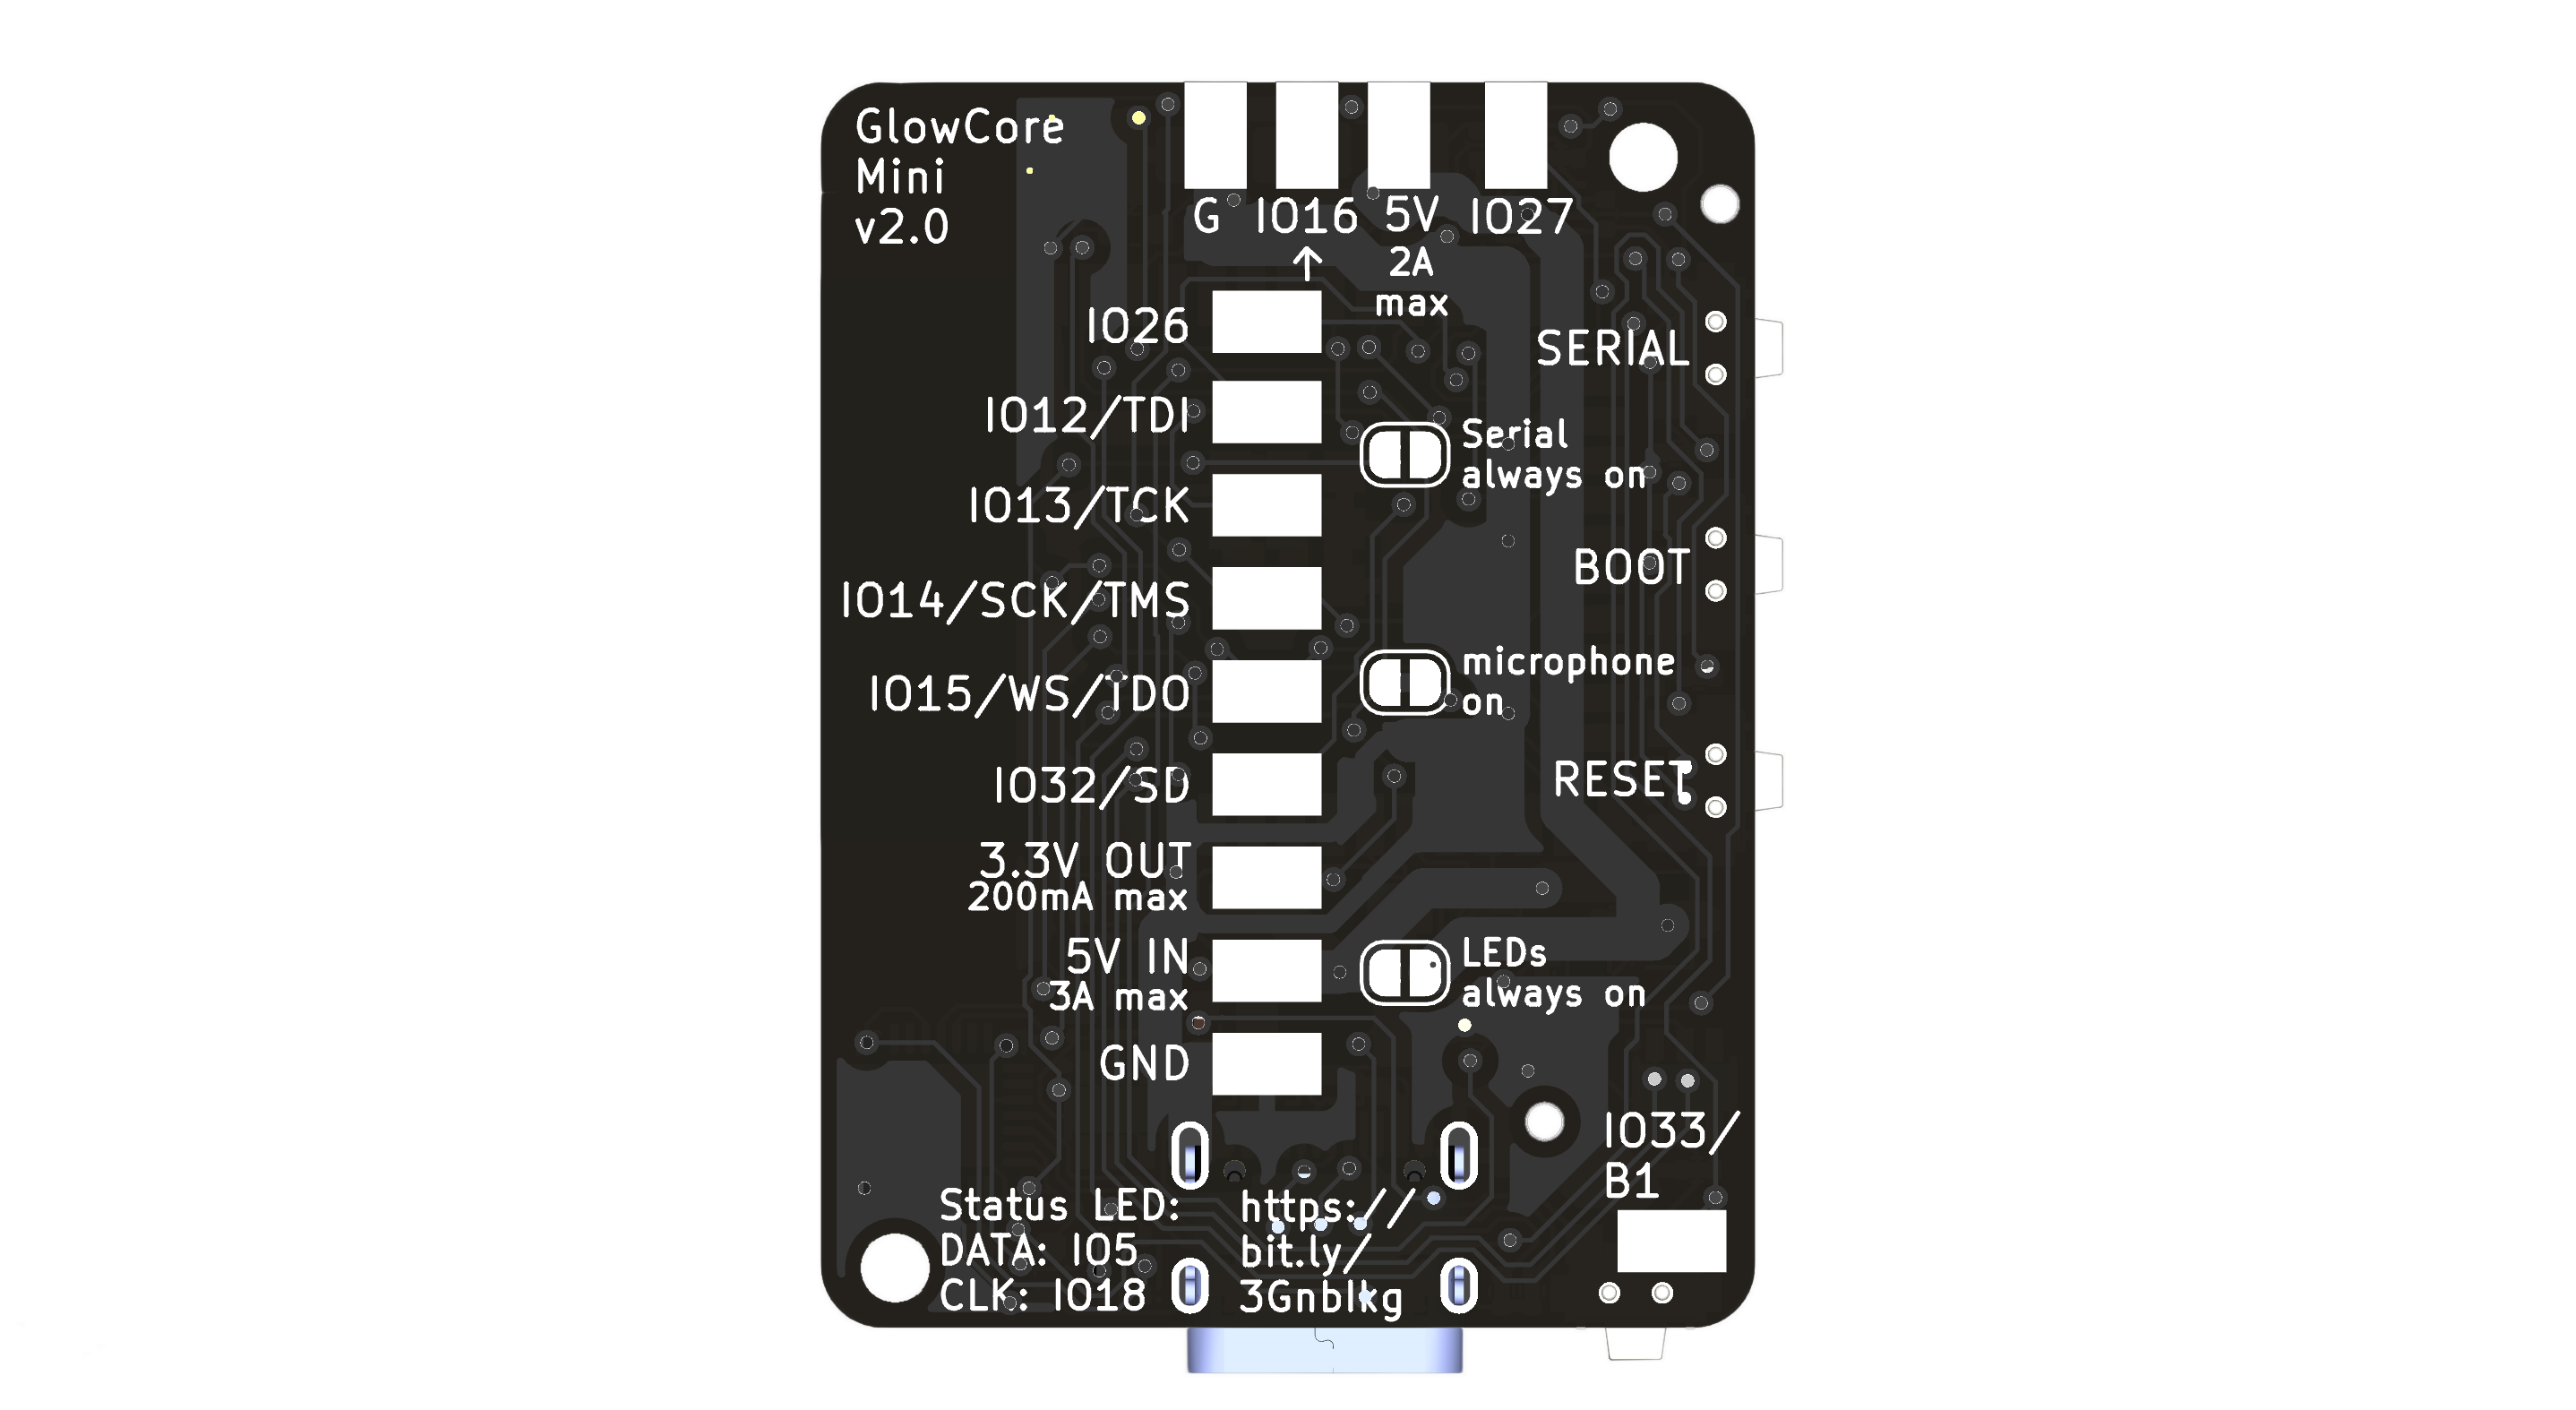 GlowCore
Mini
v2.0
G IO16 5V IO27
↑ 2A
max
IO26
SERIAL
IO12/TDI
Serial
always on
IO13/TCK
BOOT
IO14/SCK/TMS
microphone
on
IO15/WS/TDO
RESET
IO32/SD
3.3V OUT
200mA max
5V IN
3A max
LEDs
always on
GND
IO33/
B1
Status LED:
DATA: IO5
CLK: IO18
https://
bit.ly/
3Gnblkg